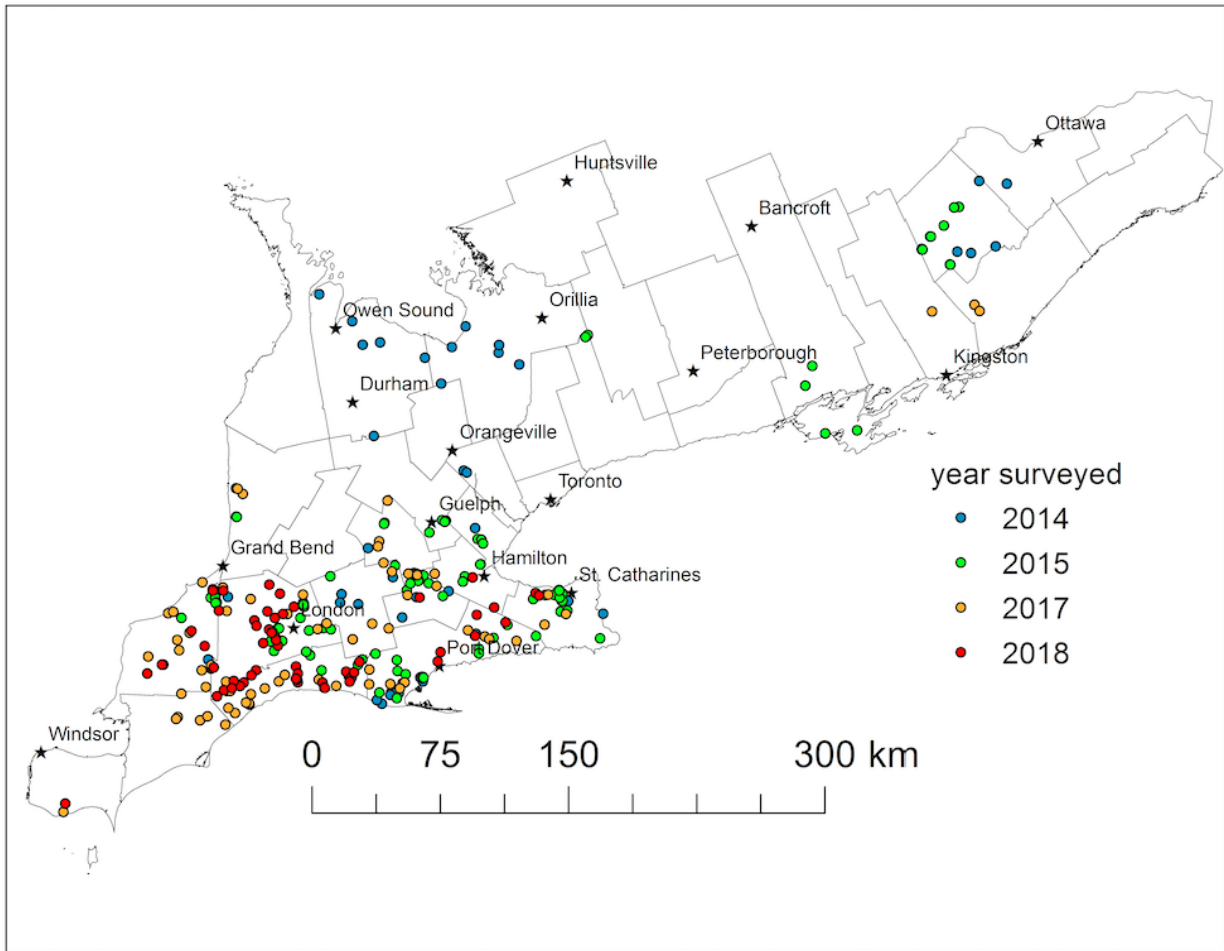 Ottawa
Huntsville
Bancroft
Owen Sound
Orillia
Peterborough
Kingston
Durham
Orangeville
year surveyed
Toronto
2014
Guelph
Grand Bend
Hamilton
2015
St. Catharines
London
2017
Port Dover
2018
Windsor
0 75 150 300 km